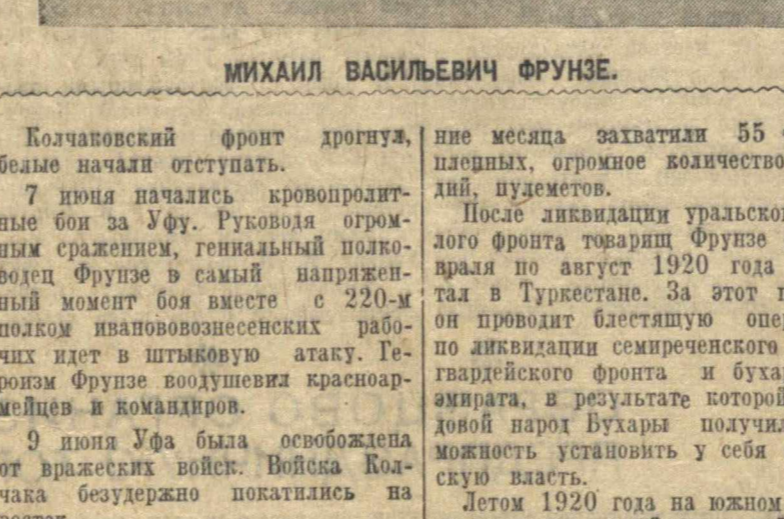 МИХАИЛ ВАСИЛЬЕВИЧ ФРУНЗЕ.
Колчаковский фронт дрогнул,
белые начали отступать.
7 июня начались кровопролит-
ные бои за Уфу. Руководя огром-
ным сражением, гениальный полко-
водец Фрунзе в самый напряжен-
ный момент боя вместе с 220-м
полком иванововознесенских рабо-
чих идет в штыковую атаку. Ге-
роизм Фрунзе воодушевил красноар-
мейцев и командиров.
9 июня Уфа была освобождена
от вражеских войск. Войска Кол-
чака безудержно покатились на
ние месяца захватили 55
пленных, огромное количество
дий, пулеметов.
После ликвидации уральског
лого фронта товарищ Фрунзе
враля по август 1920 года
тал в Туркестане. За этот п
он проводит блестящую опе
по ликвидации семиреченского
гвардейского фронта и буха
эмирата, в результате которой
довой народ Бухары получил
можность установить у себя
скую власть.
Летом 1920 года на южном